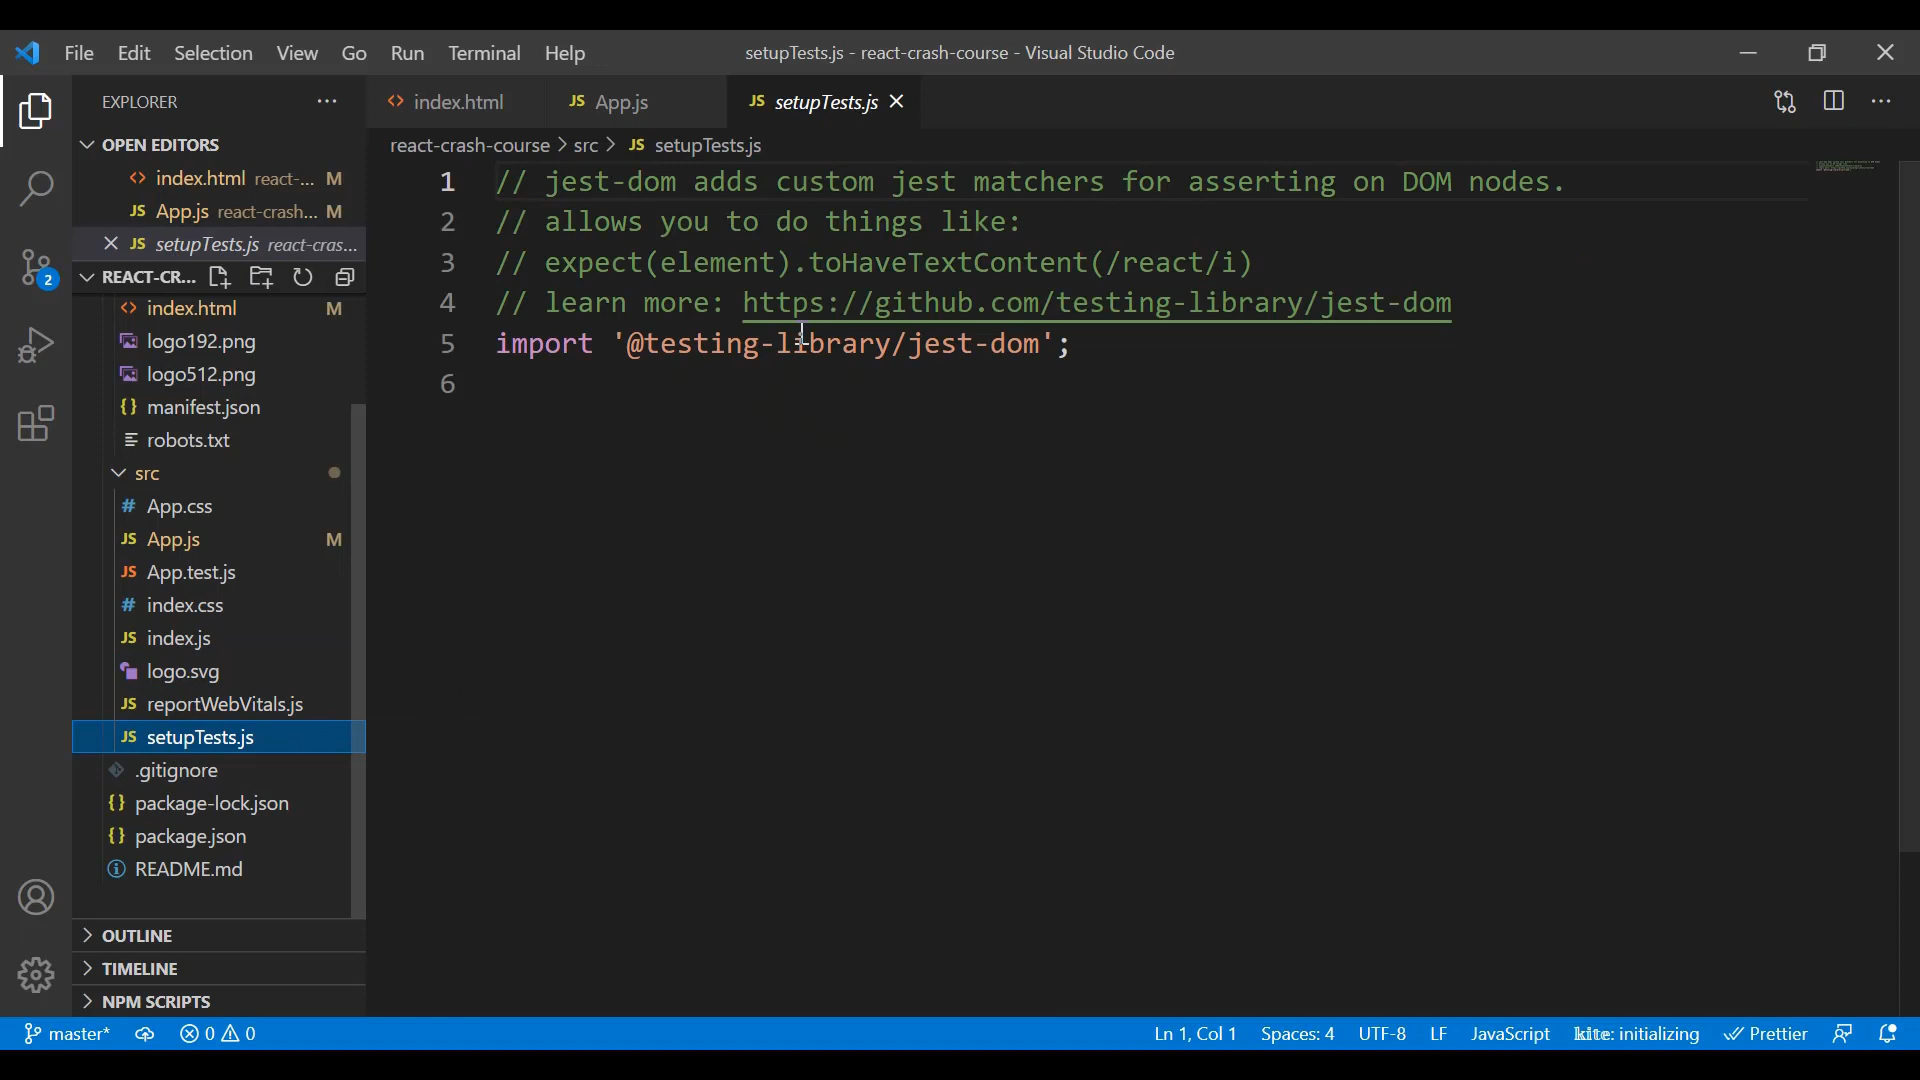 File Edit Selection View Go Run Terminal Help
setupTests.js - react-crash-course - Visual Studio Code
EXPLORER
OPEN EDITORS
index.html react-... M
App.js react-crash... M
setupTests.js react-cras...
REACT-CR...
index.html M
logo192.png
logo512.png
manifest.json
robots.txt
src
App.css
App.js M
App.test.js
index.css
index.js
logo.svg
reportWebVitals.js
setupTests.js
.gitignore
package-lock.json
package.json
README.md
OUTLINE
TIMELINE
NPM SCRIPTS
2
index.html
JS App.js
JS setupTests.js
react-crash-course > src > JS setupTests.js
1 // jest-dom adds custom jest matchers for asserting on DOM nodes.
2 // allows you to do things like:
3 // expect(element).toHaveTextContent(/react/i)
4 // learn more: https://github.com/testing-library/jest-dom
5 import '@testing-library/jest-dom';
6
master* 0 0
Ln 1, Col 1 Spaces: 4 UTF-8 LF JavaScript kite: initializing Prettier